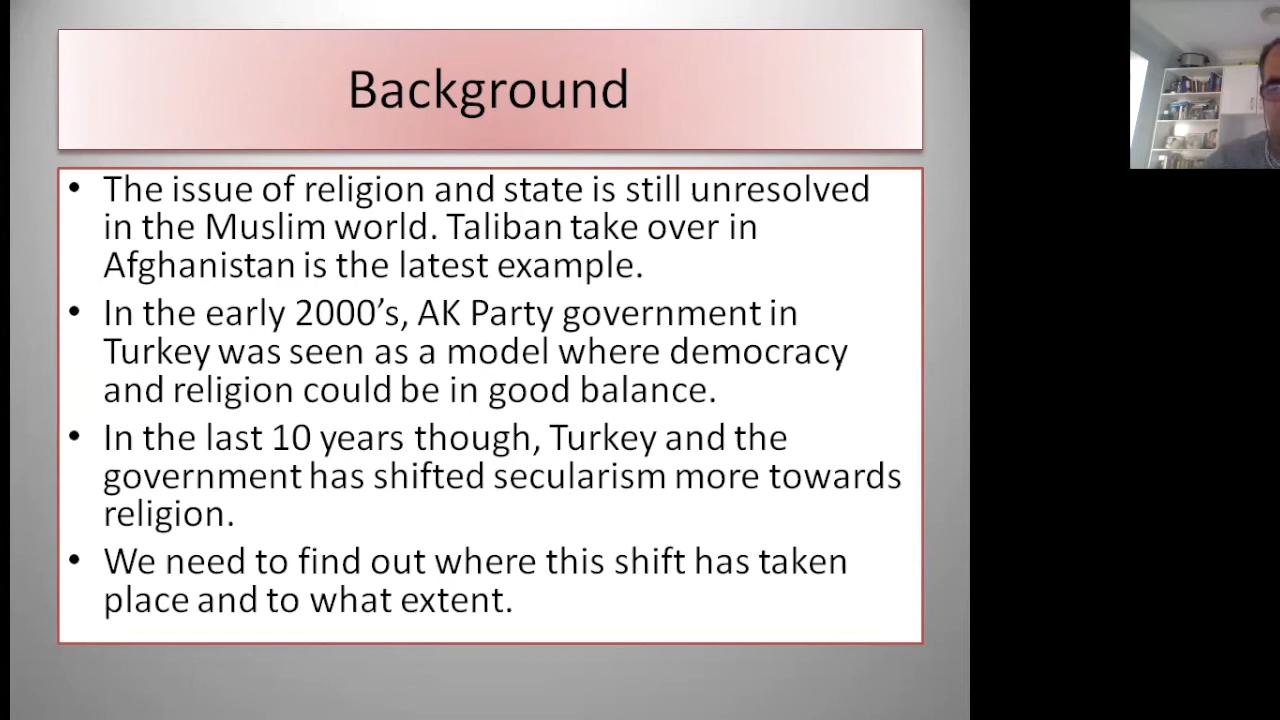 Background
• The issue of religion and state is still unresolved
in the Muslim world. Taliban take over in
Afghanistan is the latest example.
• In the early 2000’s, AK Party government in
Turkey was seen as a model where democracy
and religion could be in good balance.
• In the last 10 years though, Turkey and the
government has shifted secularism more towards
religion.
• We need to find out where this shift has taken
place and to what extent.